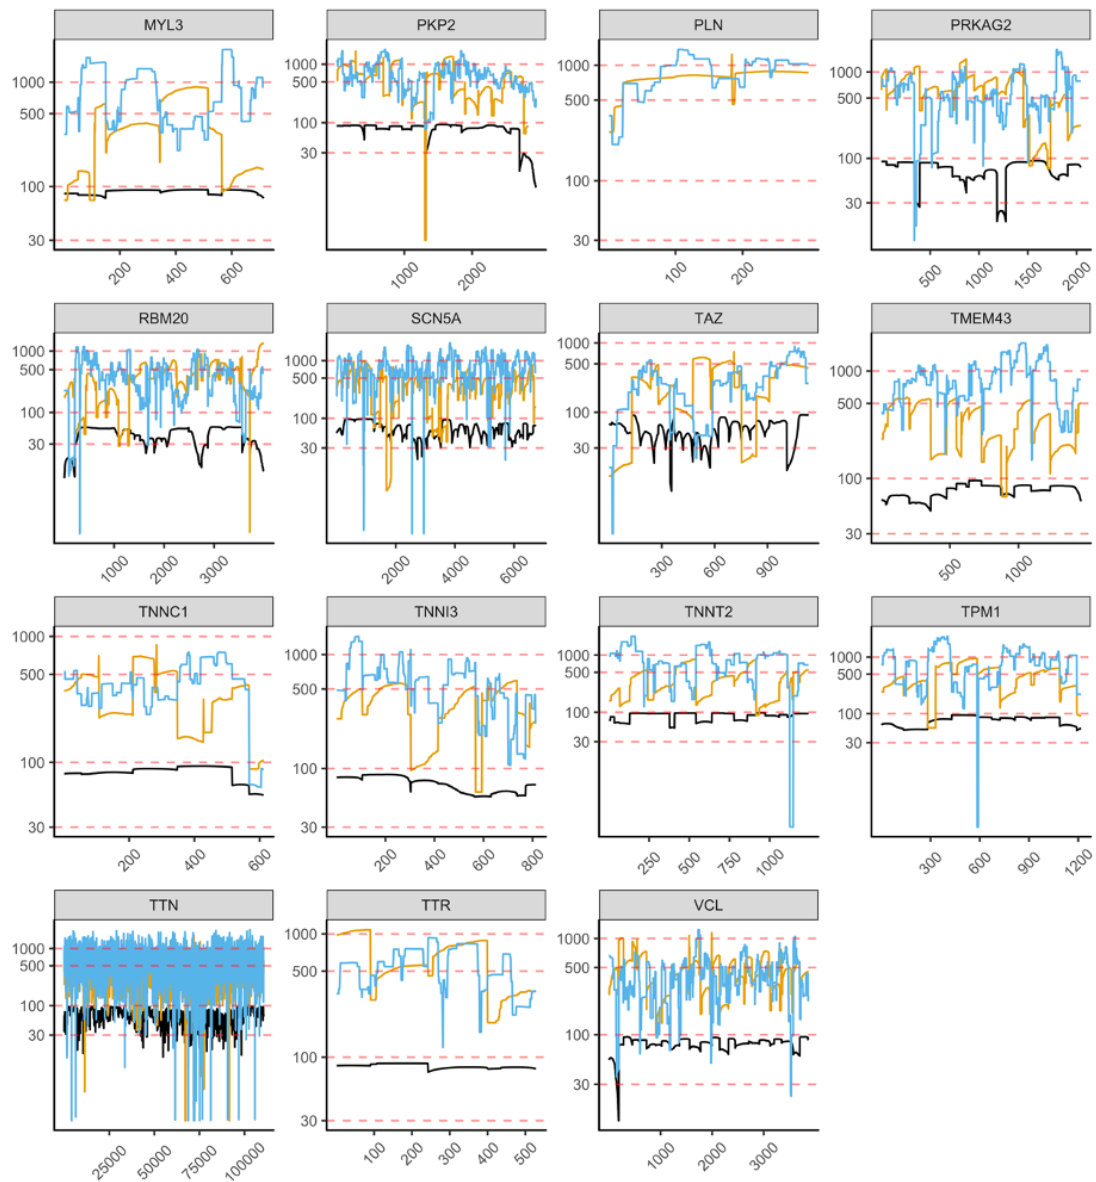 MYL3 PKP2 PLN PRKAG2
1000 1000 1000 1000
500 500 500 500
100 100 100 100
30 30 30 30
200 400 600 1000 2000 100 200 500 1000 1500 2000
RBM20 SCN5A TAZ TMEM43
1000 1000 1000 1000
500 500 500 500
100 100 100 100
30 30 30 30
1000 2000 3000 2000 4000 6000 300 600 900 500 1000
TNNC1 TNNI3 TNNT2 TPM1
1000 1000 1000 1000
500 500 500 500
100 100 100 100
30 30 30 30
200 400 600 200 400 600 800 250 500 750 1000 300 600 900 1200
TTN TTR VCL
1000 1000 1000
500 500 500
100 100 100
30 30 30
25000 50000 75000 100000 100 200 300 400 500 1000 2000 3000